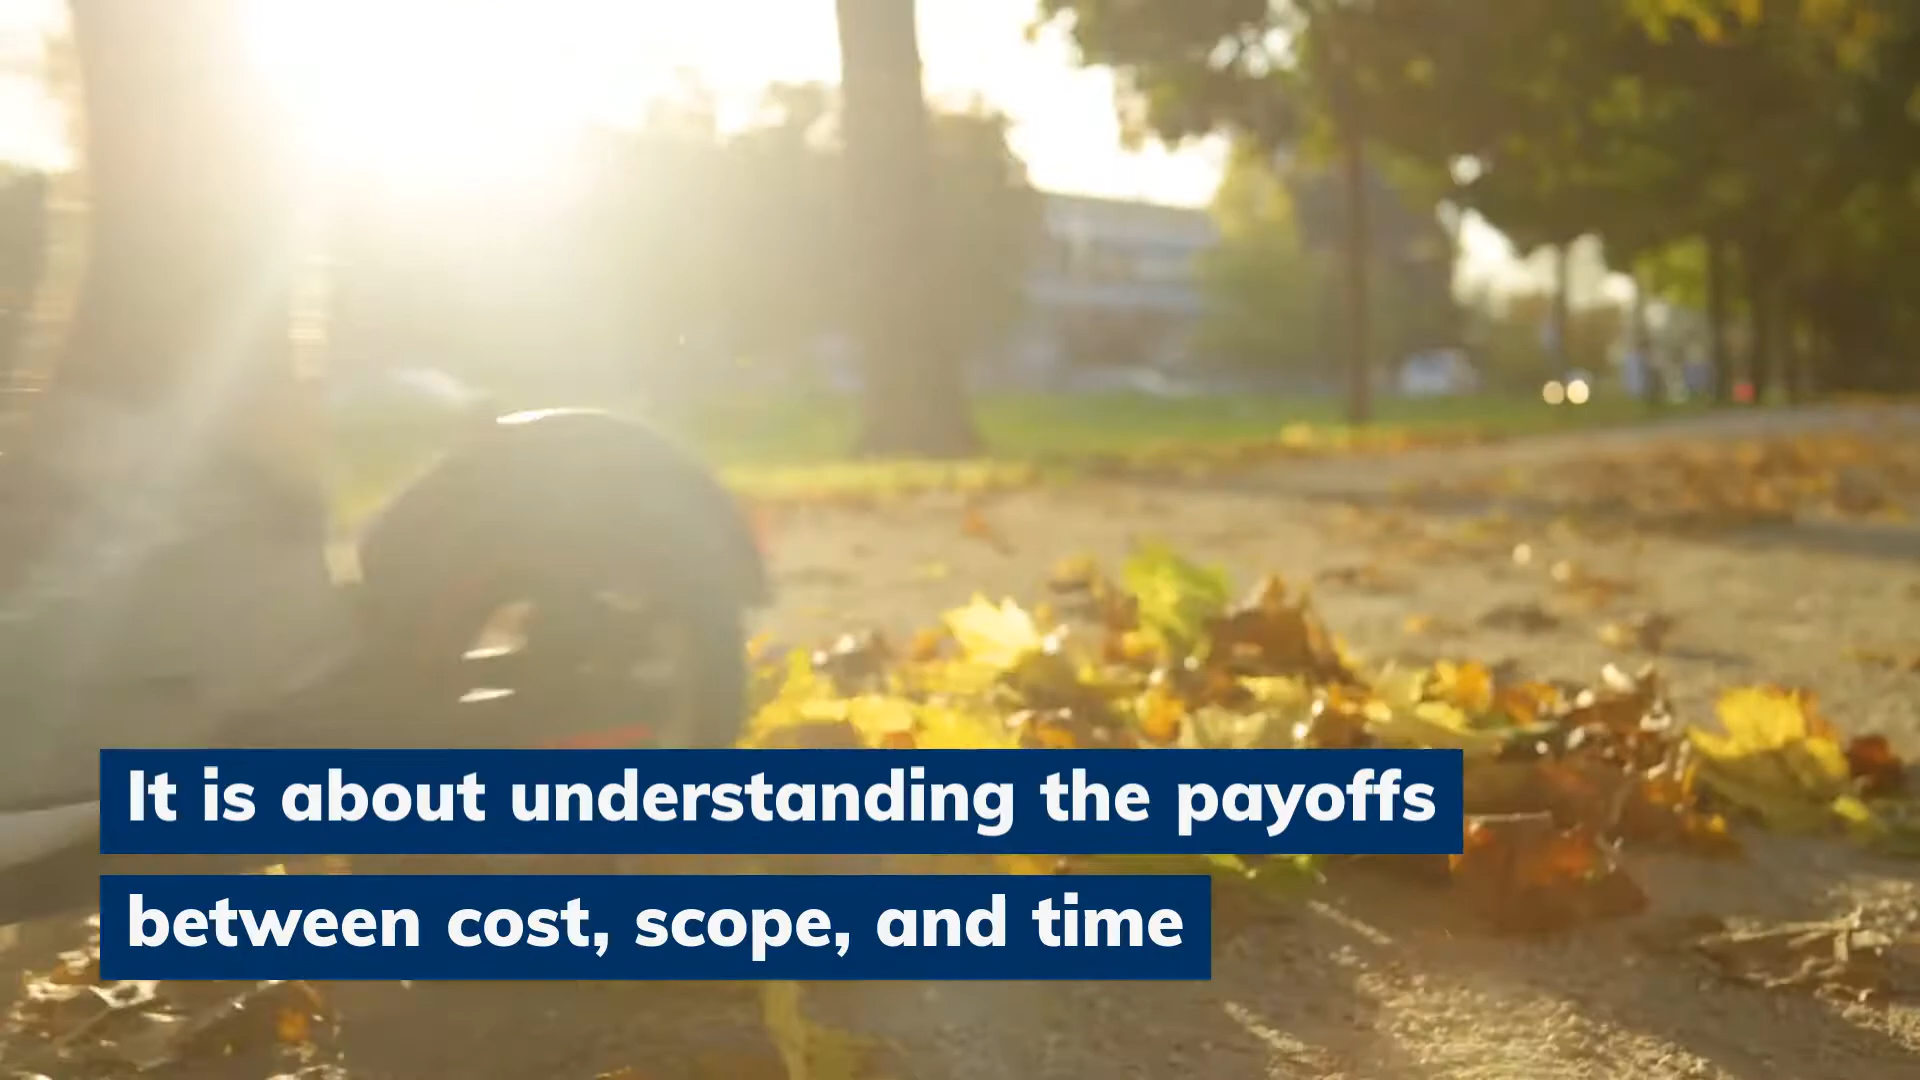 It is about understanding the payoffs
between cost, scope, and time